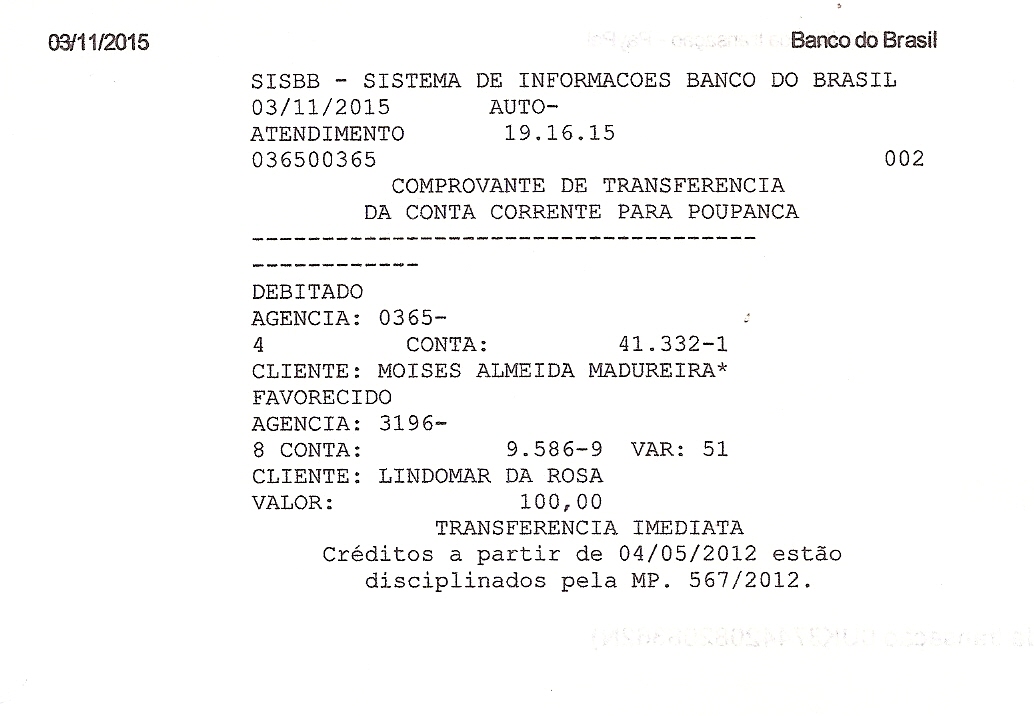 03/11/2015 Banco do Brasil
SISBB - SISTEMA DE INFORMACOES BANCO DO BRASIL
03/11/2015 AUTO-
ATENDIMENTO 19.16.15
036500365 002
COMPROVANTE DE TRANSFERENCIA
DA CONTA CORRENTE PARA POUPANCA
------------------------------------
------------
DEBITADO
AGENCIA: 0365-
4 CONTA: 41.332-1
CLIENTE: MOISES ALMEIDA MADUREIRA*
FAVORECIDO
AGENCIA: 3196-
8 CONTA: 9.586-9 VAR: 51
CLIENTE: LINDOMAR DA ROSA
VALOR: 100,00
TRANSFERENCIA IMEDIATA
Créditos a partir de 04/05/2012 estão
disciplinados pela MP. 567/2012.